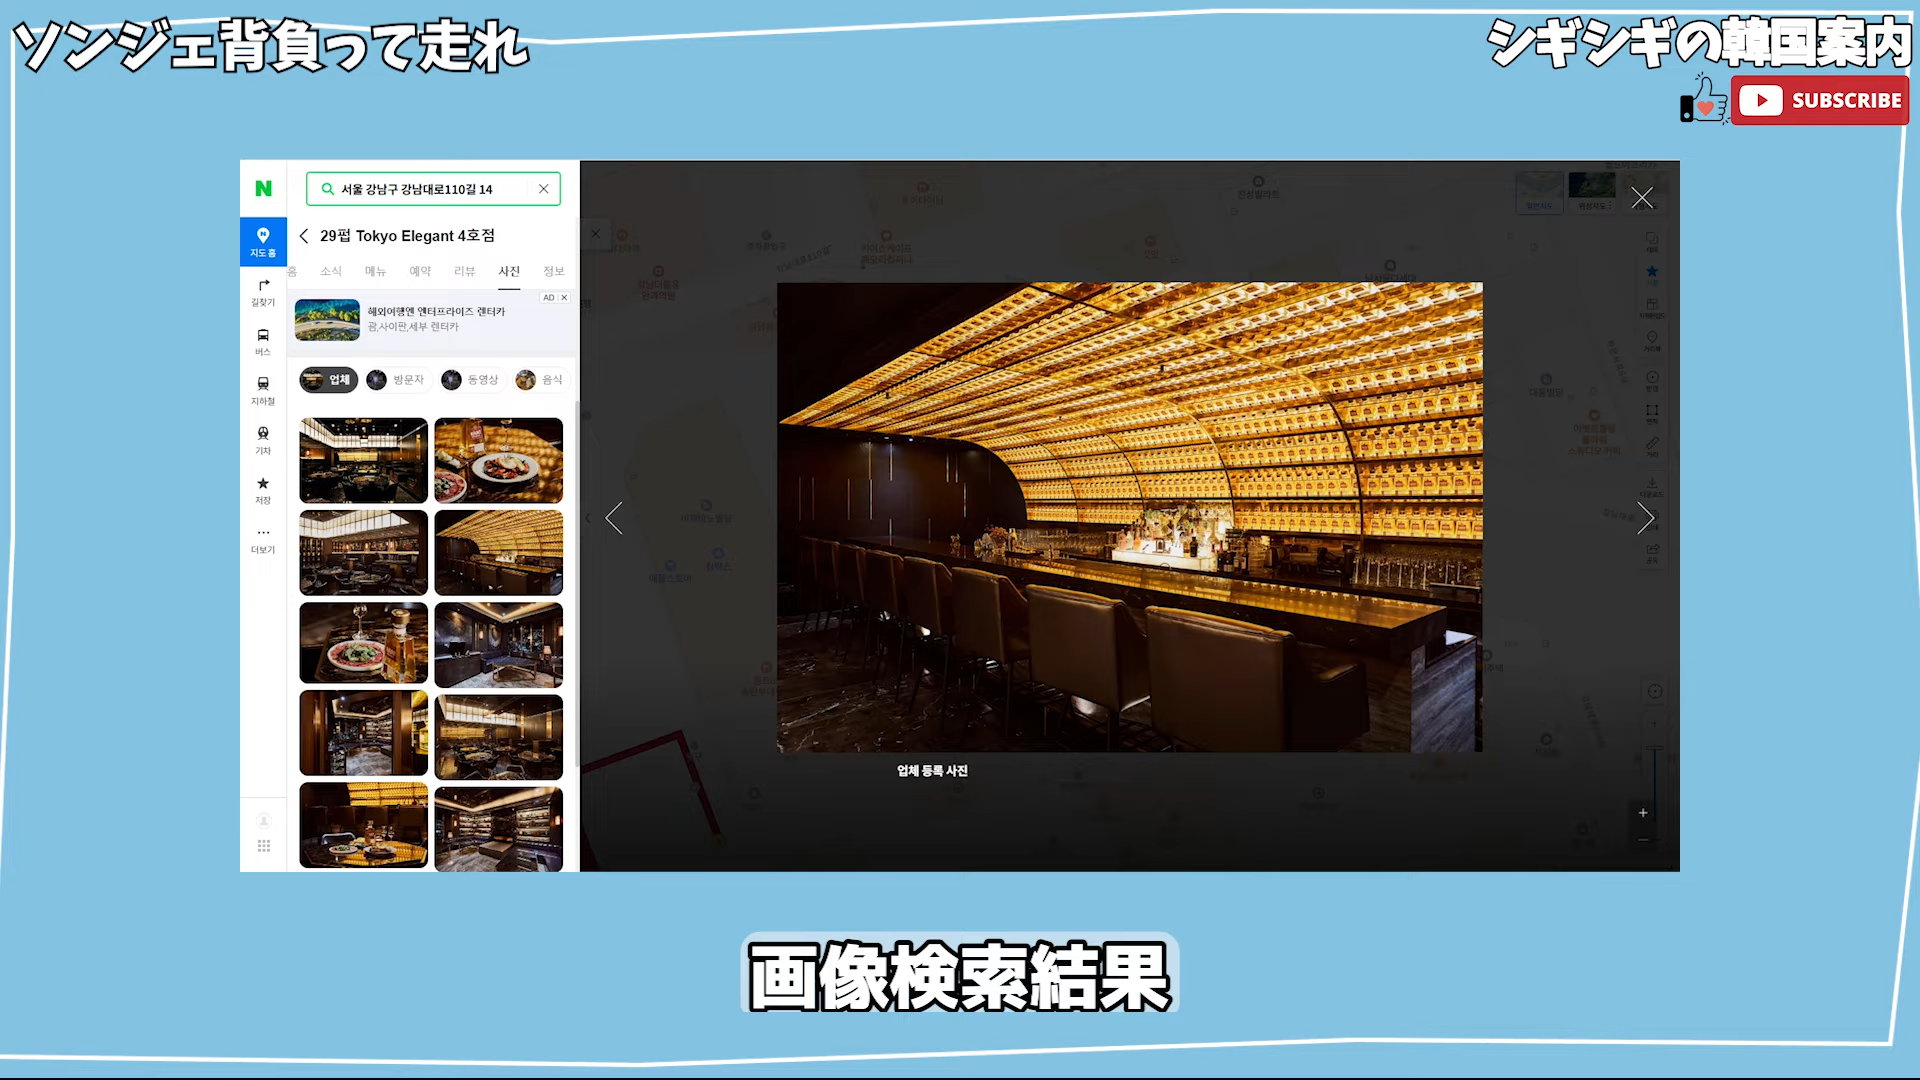 ソンジェ背負って走れ
シギシギの韓国案内
SUBSCRIBE
N
서울 강남구 강남대로110길 14
지도 홈
29펍 Tokyo Elegant 4호점
홈 소식 메뉴 예약 리뷰 사진 정보
AD
해외여행엔 엔터프라이즈 렌터카
괌,사이판,세부 렌터카
업체 방문자 동영상 음식
길찾기
버스
지하철
기차
저장
더보기
업체 등록 사진
画像検索結果